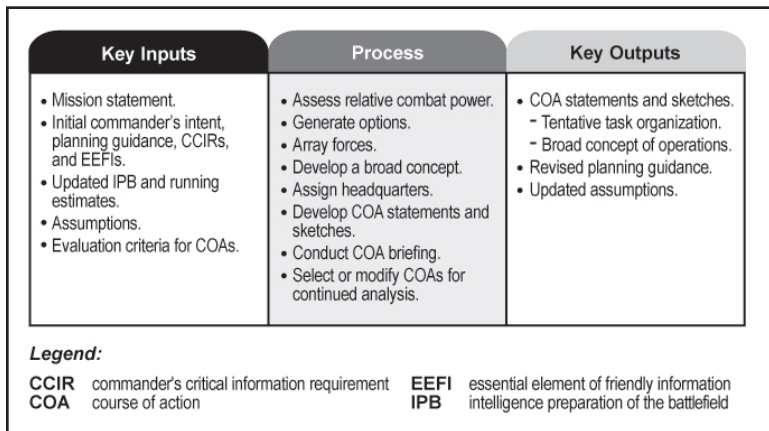 Key Inputs
Process
Key Outputs
• Mission statement.
• Initial commander's intent,
planning guidance, CCIRs,
and EEFIs.
• Updated IPB and running
estimates.
• Assumptions.
• Evaluation criteria for COAs.
• Assess relative combat power.
• Generate options.
• Array forces.
• Develop a broad concept.
• Assign headquarters.
• Develop COA statements and
sketches.
• Conduct COA briefing.
• Select or modify COAs for
continued analysis.
• COA statements and sketches.
- Tentative task organization.
- Broad concept of operations.
• Revised planning guidance.
• Updated assumptions.
Legend:
CCIR commander's critical information requirement
COA course of action
EEFI essential element of friendly information
IPB intelligence preparation of the battlefield